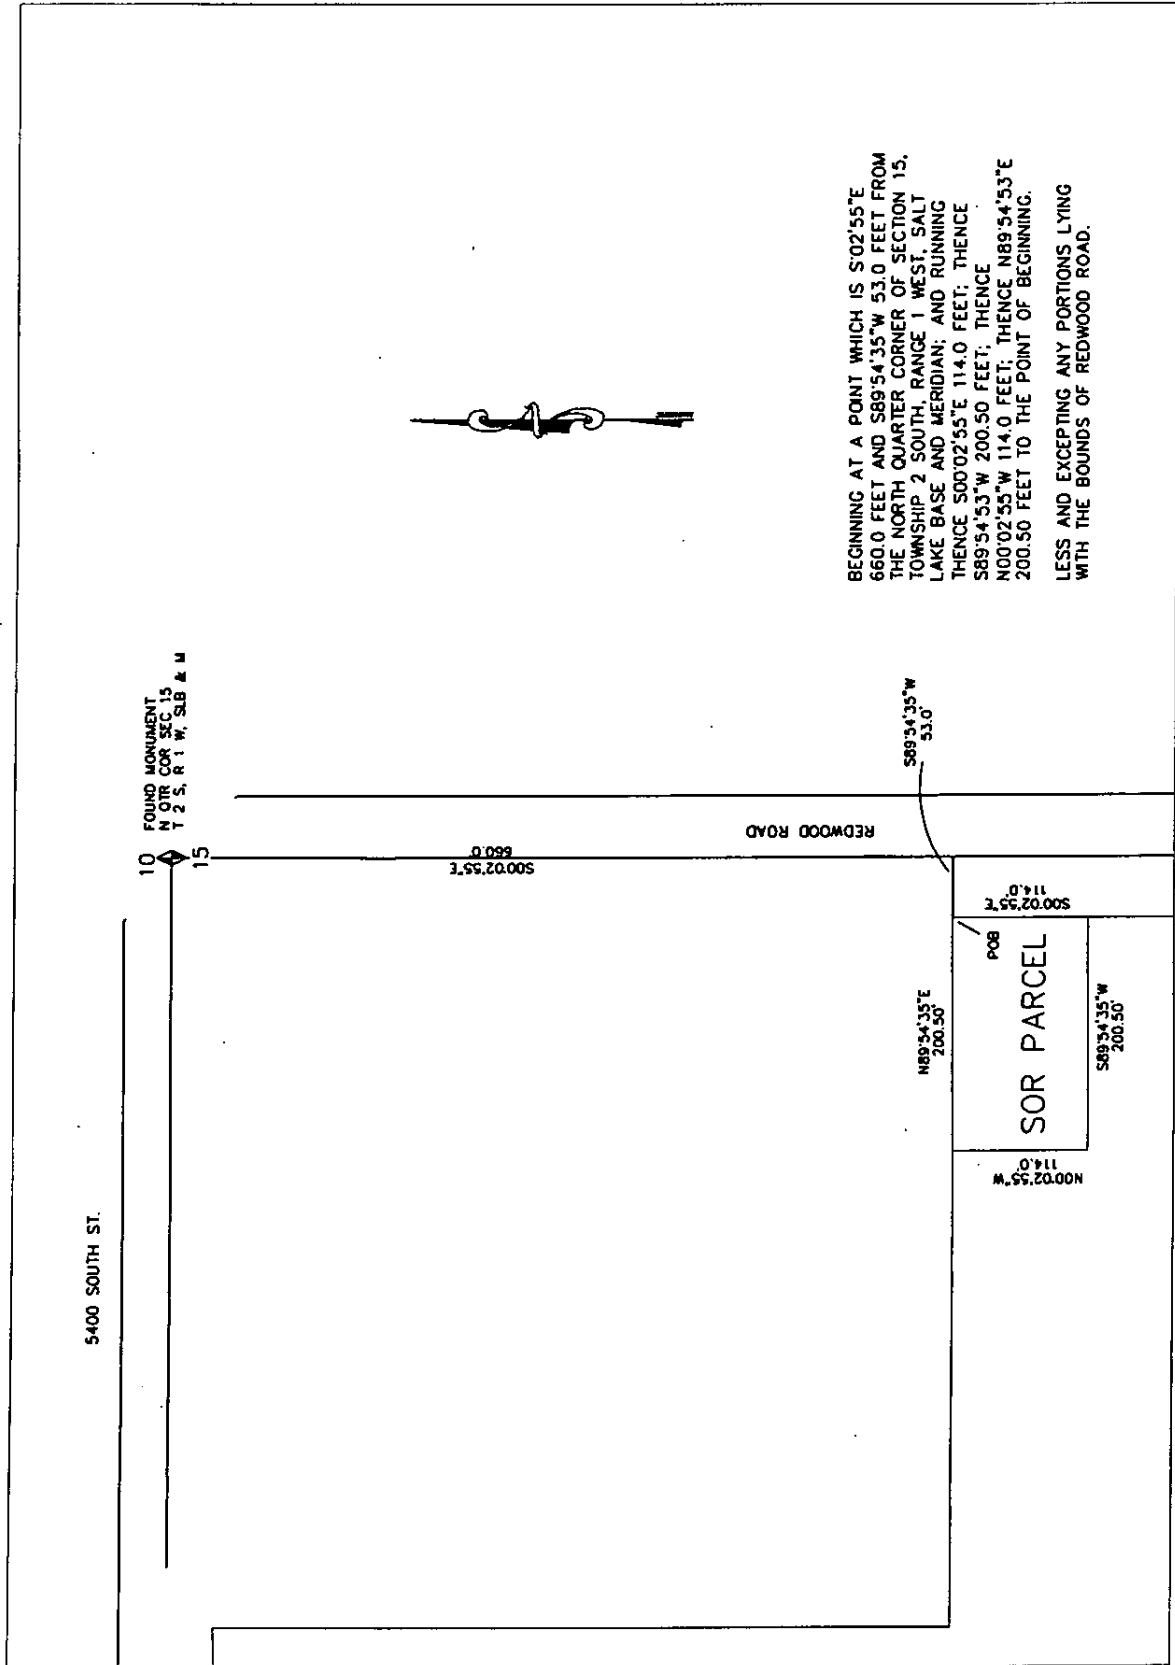 5400 SOUTH ST.
10
15
FOUND MONUMENT
N QTR COR SEC 15
T 2 S, R 1 W, SLB & M
S00°02'55"E
660.0'
REDWOOD ROAD
S89°54'35"W
53.0'
N89°54'35"E
200.50'
POB
S00°02'55"E
114.0'
SOR PARCEL
N00°02'55"W
114.0'
S89°54'35"W
200.50'
BEGINNING AT A POINT WHICH IS S'02'55"E
660.0 FEET AND S89°54'35"W 53.0 FEET FROM
THE NORTH QUARTER CORNER OF SECTION 15,
TOWNSHIP 2 SOUTH, RANGE 1 WEST, SALT
LAKE BASE AND MERIDIAN; AND RUNNING
THENCE S00°02'55"E 114.0 FEET; THENCE
S89°54'53"W 200.50 FEET; THENCE
N00°02'55"W 114.0 FEET; THENCE N89°54'53"E
200.50 FEET TO THE POINT OF BEGINNING.
LESS AND EXCEPTING ANY PORTIONS LYING
WITH THE BOUNDS OF REDWOOD ROAD.